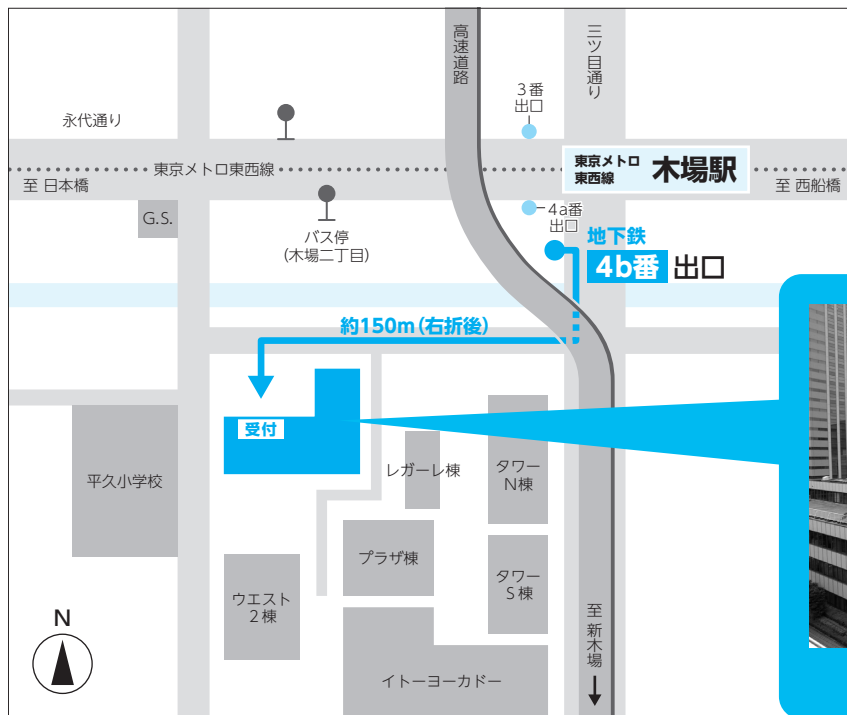 高速道路
三ツ目通り
3番
出口
永代通り
東京メトロ東西線
東京メトロ
東西線
木場駅
至 日本橋
至 西船橋
G.S.
バス停
(木場二丁目)
4a番
出口
地下鉄
4b番 出口
約150m(右折後)
受付
平久小学校
レガーレ棟
タワー
N棟
プラザ棟
タワー
S棟
ウエスト
2棟
イトーヨーカドー
至 新木場
N